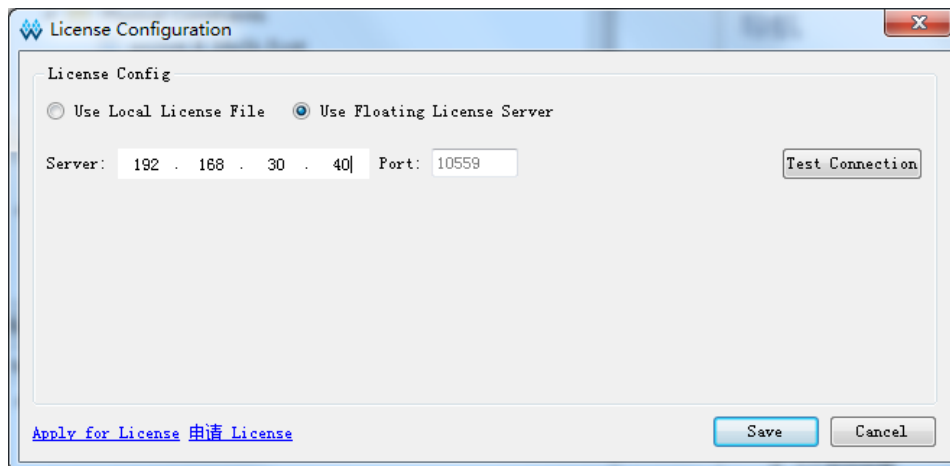 License Configuration
License Config
Use Local License File Use Floating License Server
Server: 192 . 168 . 30 . 40 Port: 10559 Test Connection
Apply for License 申请 License Save Cancel